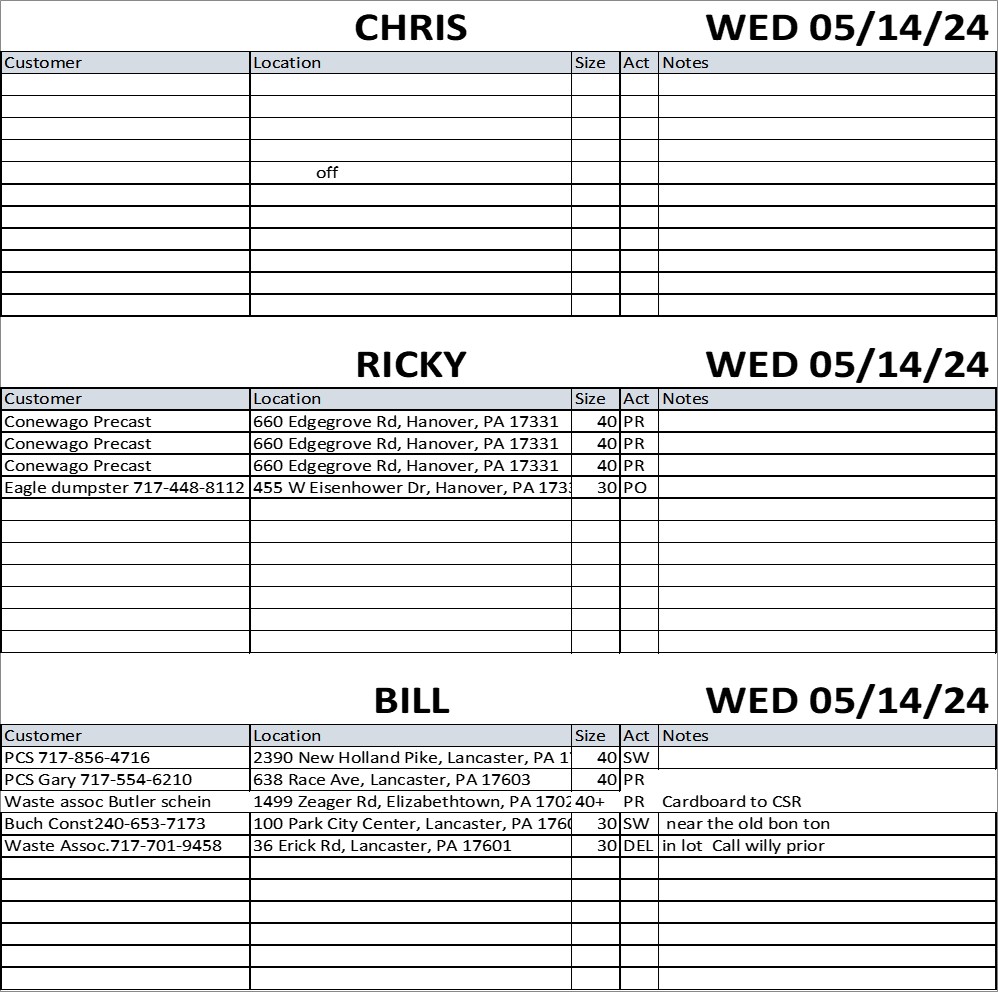 CHRIS WED 05/14/24
Customer Location Size Act Notes
off
RICKY WED 05/14/24
Customer Location Size Act Notes
Conewago Precast 660 Edgegrove Rd, Hanover, PA 17331 40 PR
Conewago Precast 660 Edgegrove Rd, Hanover, PA 17331 40 PR
Conewago Precast 660 Edgegrove Rd, Hanover, PA 17331 40 PR
Eagle dumpster 717-448-8112 455 W Eisenhower Dr, Hanover, PA 173 30 PO
BILL WED 05/14/24
Customer Location Size Act Notes
PCS 717-856-4716 2390 New Holland Pike, Lancaster, PA 1 40 SW
PCS Gary 717-554-6210 638 Race Ave, Lancaster, PA 17603 40 PR
Waste assoc Butler schein 1499 Zeager Rd, Elizabethtown, PA 1702 40+ PR Cardboard to CSR
Buch Const240-653-7173 100 Park City Center, Lancaster, PA 176 30 SW near the old bon ton
Waste Assoc.717-701-9458 36 Erick Rd, Lancaster, PA 17601 30 DEL in lot Call willy prior